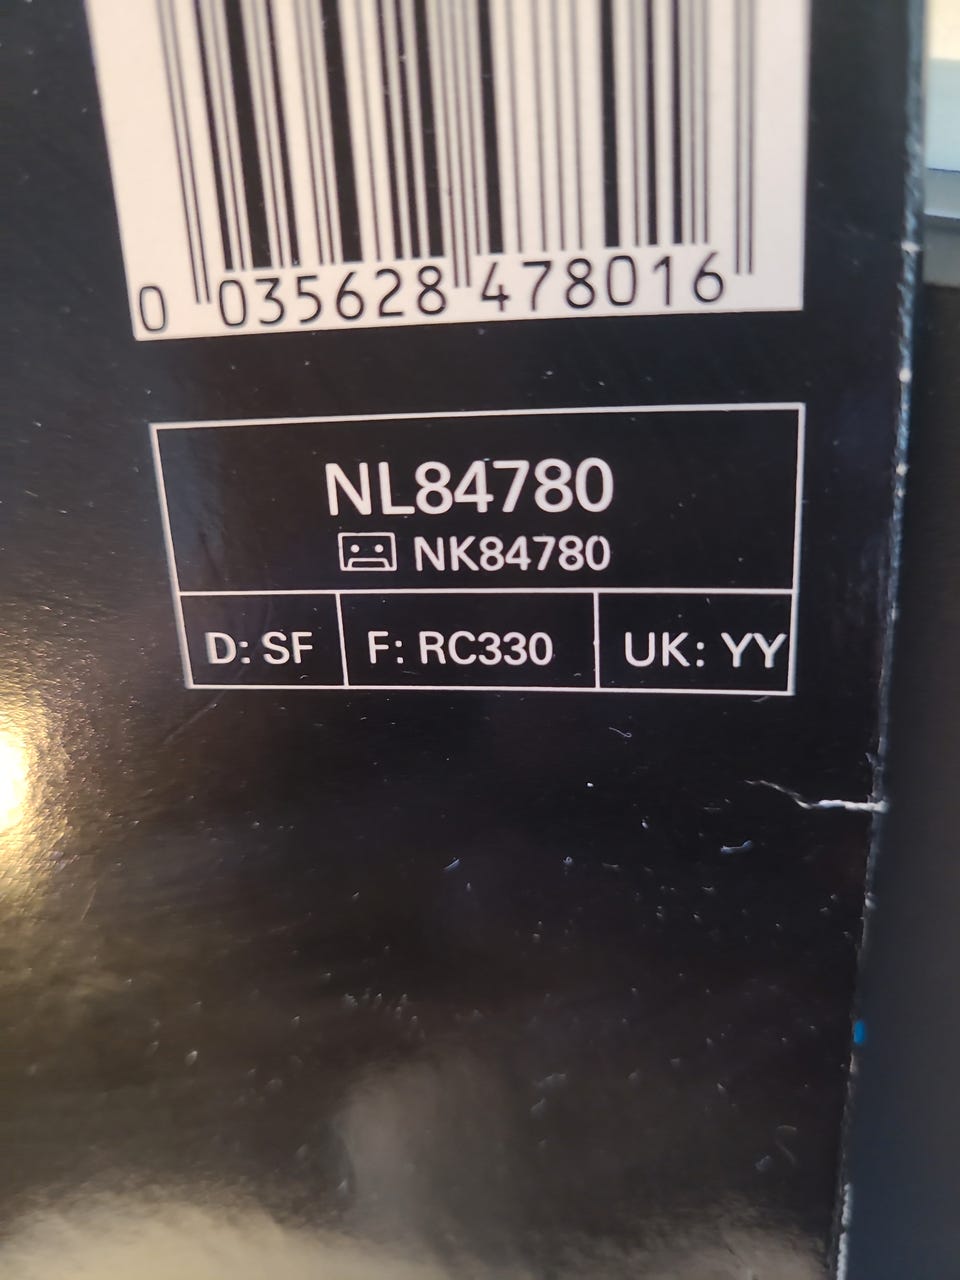 0 035628 478016
NL84780
NK84780
D: SF F: RC330 UK: YY